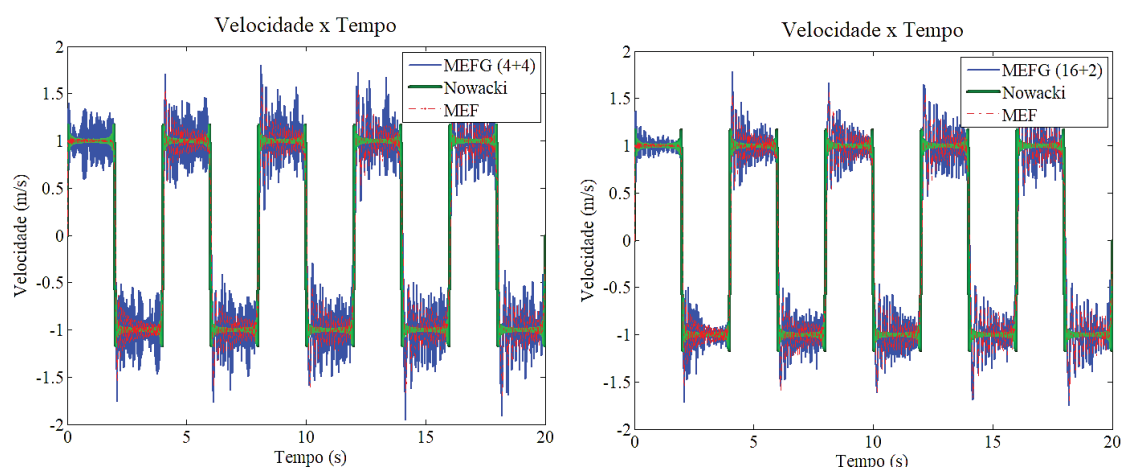 Velocidade x Tempo
MEFG (4+4)
Nowacki
MEF
Velocidade (m/s)
2
1.5
1
0.5
0
-0.5
-1
-1.5
-2
0
5
10
15
20
Tempo (s)
Velocidade x Tempo
MEFG (16+2)
Nowacki
MEF
Velocidade (m/s)
2
1.5
1
0.5
0
-0.5
-1
-1.5
-2
0
5
10
15
20
Tempo (s)